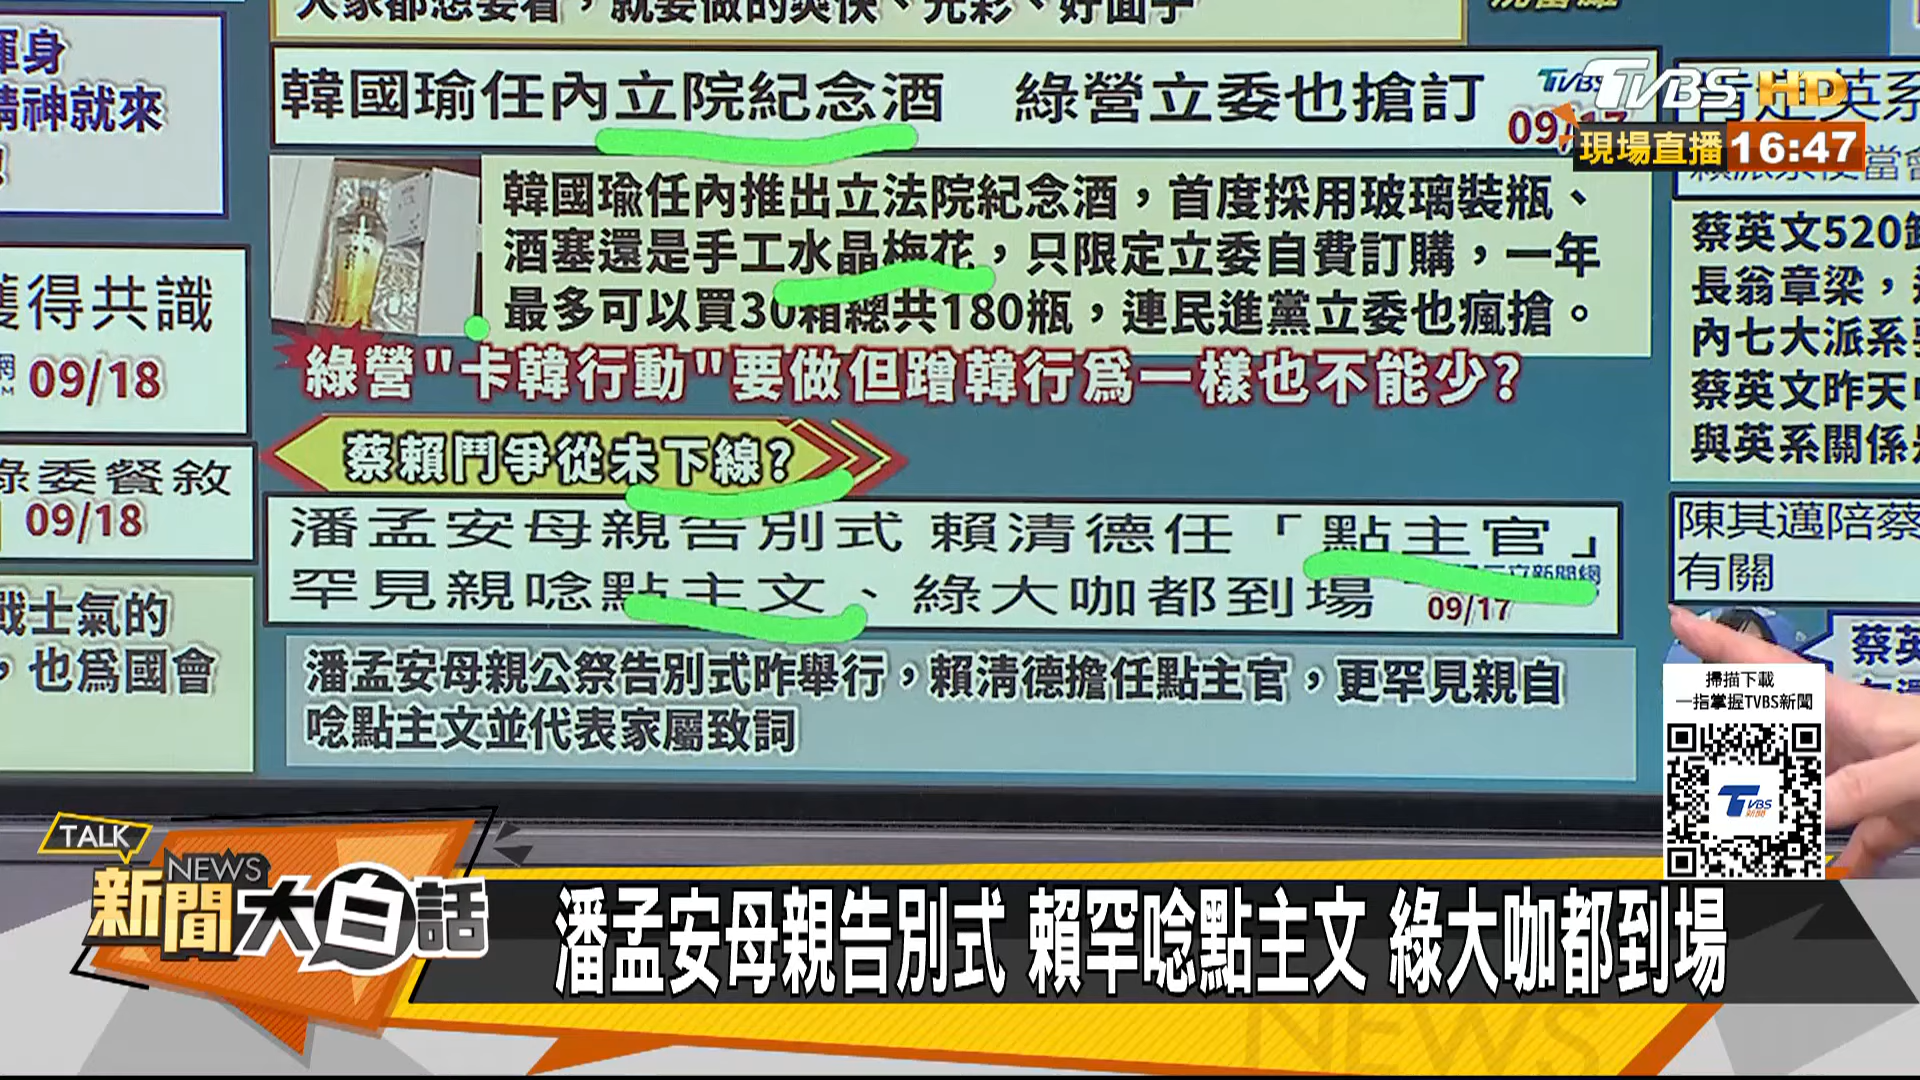 大家都想要看，就要做的爽快、光彩、好面子
韓國瑜任內立院紀念酒 綠營立委也搶訂
09/17
韓國瑜任內推出立法院紀念酒，首度採用玻璃裝瓶、
酒塞還是手工水晶梅花，只限定立委自費訂購，一年
最多可以買30箱總共180瓶，連民進黨立委也瘋搶。
綠營"卡韓行動"要做但蹭韓行為一樣也不能少?
蔡賴鬥爭從未下線?
潘孟安母親告別式 賴清德任「點主官」
罕見親唸點主文、綠大咖都到場
09/17
潘孟安母親公祭告別式昨舉行，賴清德擔任點主官，更罕見親自
唸點主文並代表家屬致詞
渾身
精神就來
獲得共識
09/18
綠委餐敘
09/18
戰士氣的
，也為國會
TVBS HD
現場直播 16:47
肯定英系
蔡英文520
長翁章梁，
內七大派系
蔡英文昨天
與英系關係
陳其邁陪蔡
有關
蔡英
掃描下載
一指掌握TVBS新聞
TVBS
新聞
TALK
NEWS
新聞大白話
潘孟安母親告別式 賴罕唸點主文 綠大咖都到場
NEWS